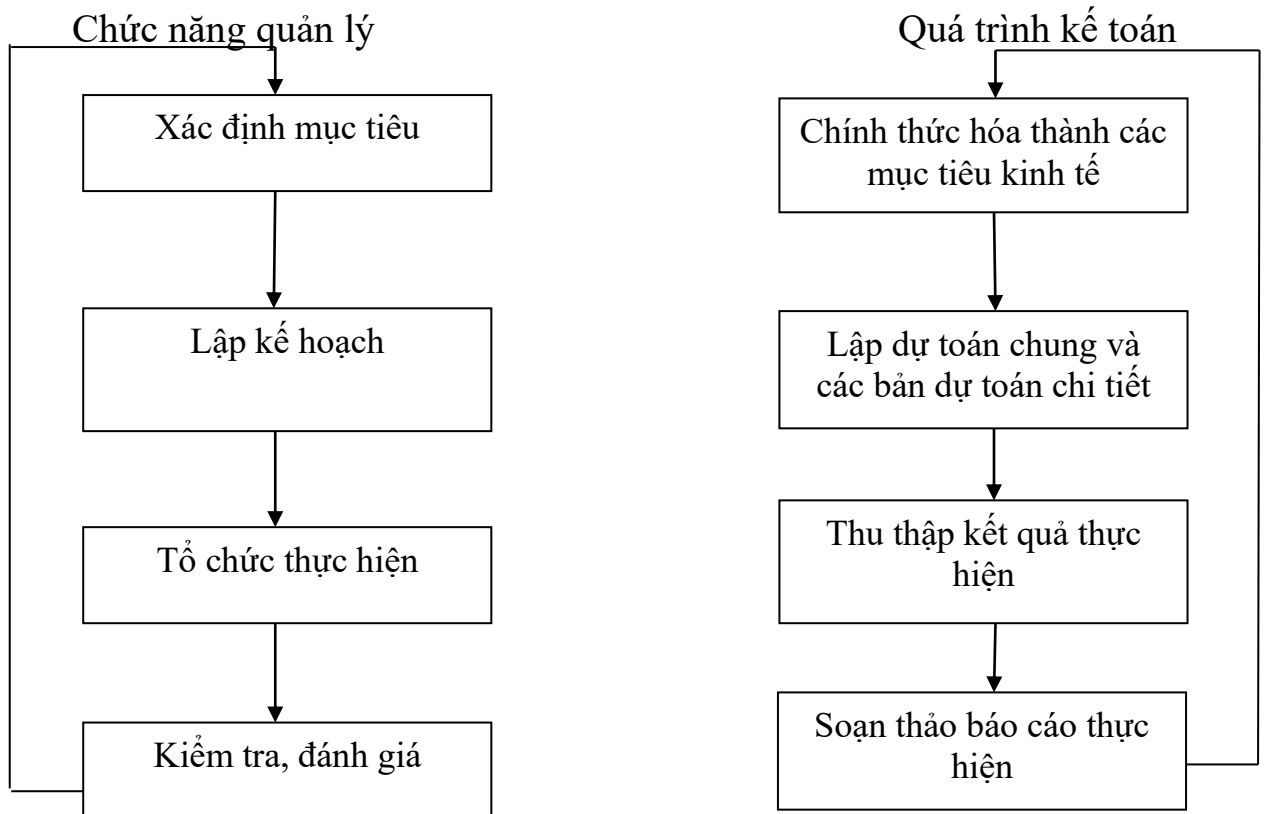 Chức năng quản lý
Xác định mục tiêu
Lập kế hoạch
Tổ chức thực hiện
Kiểm tra, đánh giá
Quá trình kế toán
Chính thức hóa thành các
mục tiêu kinh tế
Lập dự toán chung và
các bản dự toán chi tiết
Thu thập kết quả thực
hiện
Soạn thảo báo cáo thực
hiện